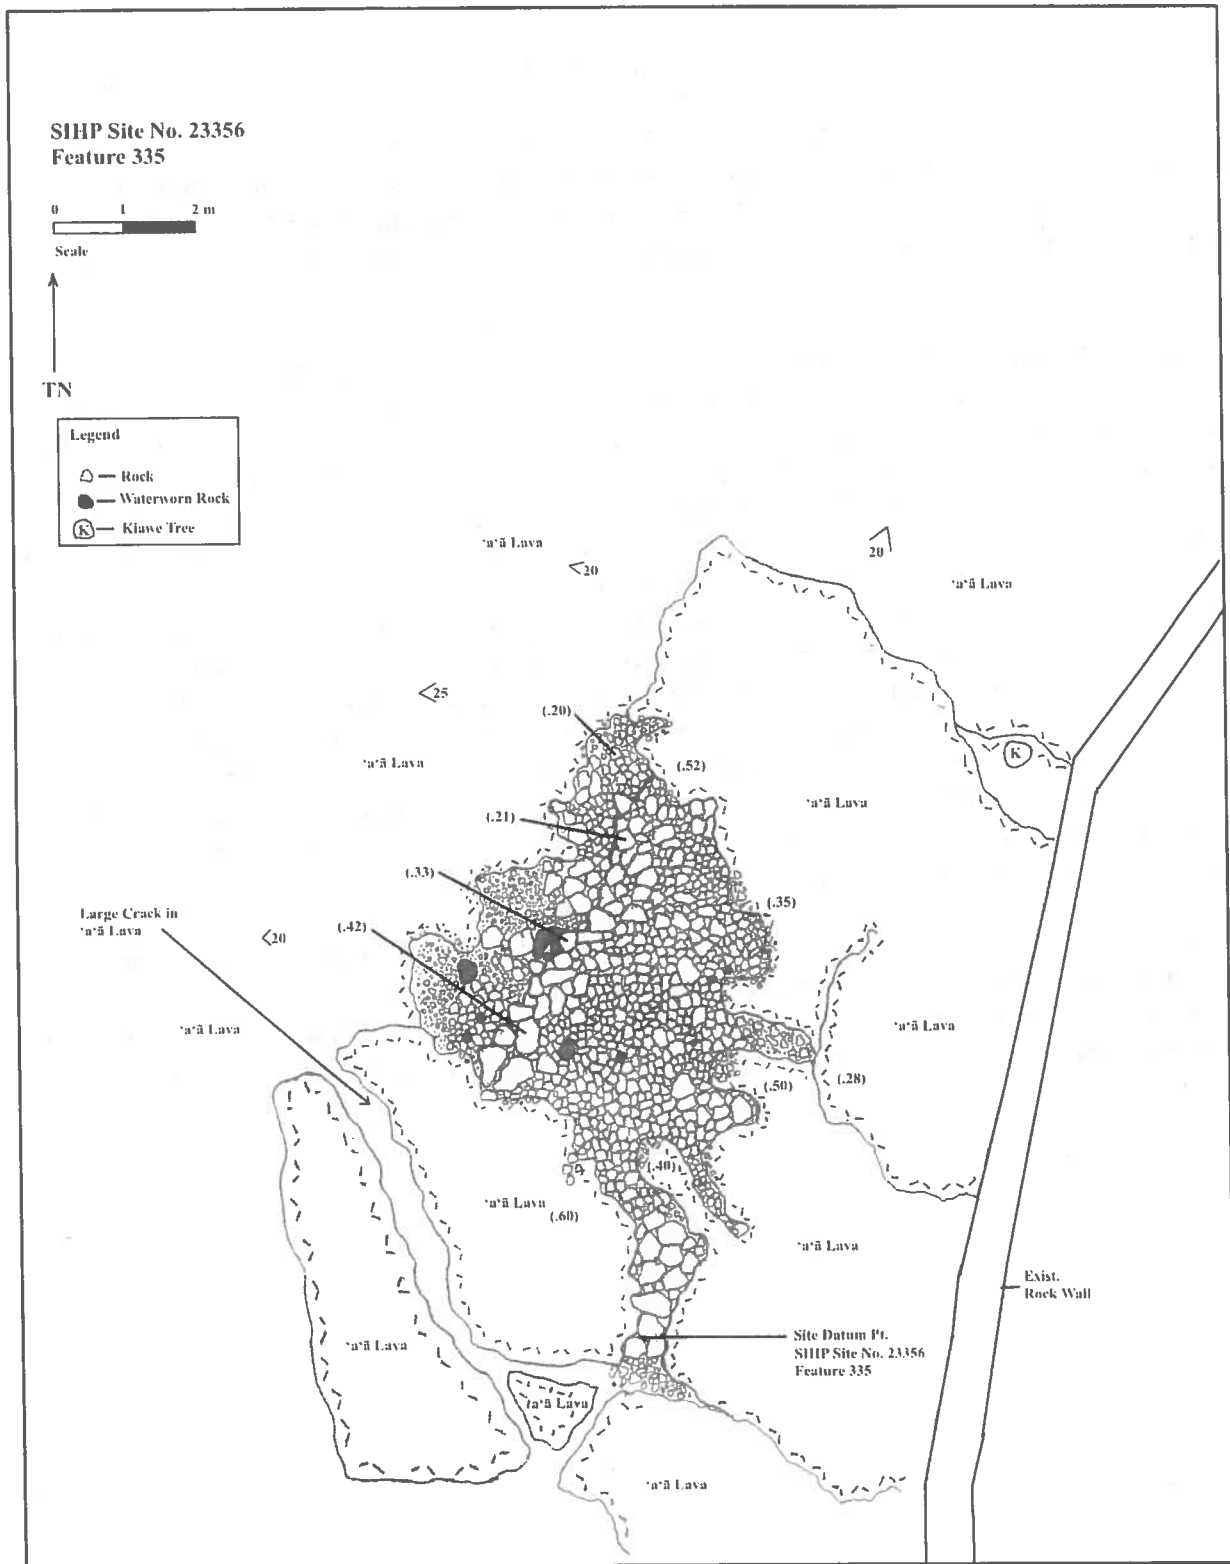 SIHP Site No. 23356
Feature 335
0 1 2 m
Scale
TN
Legend
Rock
Waterworn Rock
K Kiawe Tree
'a'ā Lava
20
20
'a'ā Lava
25
(.20)
K
'a'ā Lava
(.52)
'a'ā Lava
(.21)
(.33)
(.35)
Large Crack in
'a'ā Lava
20
(.42)
'a'ā Lava
'a'ā Lava
(.50)
(.28)
(.40)
'a'ā Lava
(.60)
'a'ā Lava
Exist.
Rock Wall
Site Datum Pt.
SIHP Site No. 23356
Feature 335
'a'ā Lava
'a'ā Lava
'a'ā Lava